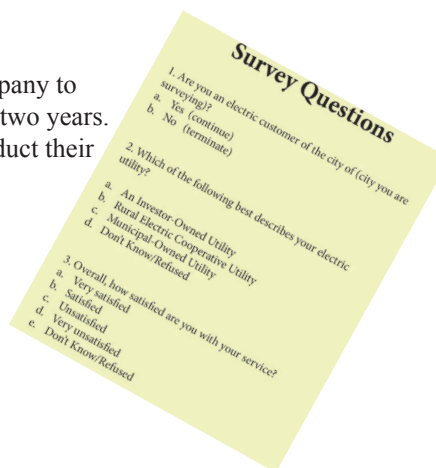 pany to
two years.
duct their
Survey Questions
1. Are you an electric customer of the city of (city you are
surveying)?
a. Yes (continue)
b. No (terminate)
2. Which of the following best describes your electric
utility?
a. An Investor-Owned Utility
b. Rural Electric Cooperative Utility
c. Municipal-Owned Utility
d. Don't Know/Refused
3. Overall, how satisfied are you with your service?
a. Very satisfied
b. Satisfied
c. Unsatisfied
d. Very unsatisfied
e. Don't Know/Refused